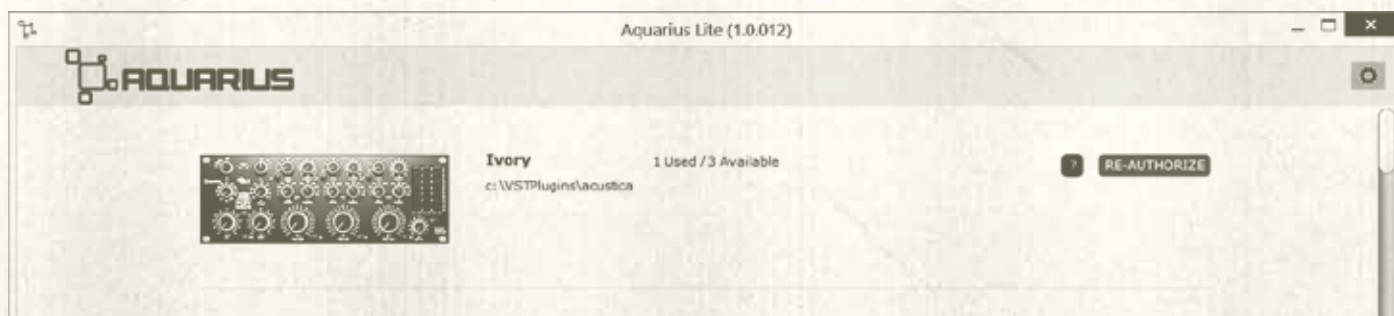 Aquarius Lite (1.0.012)
AQUARIUS
Ivory 1 Used / 3 Available ? RE-AUTHORIZE
c:\VSTPlugins\acustica